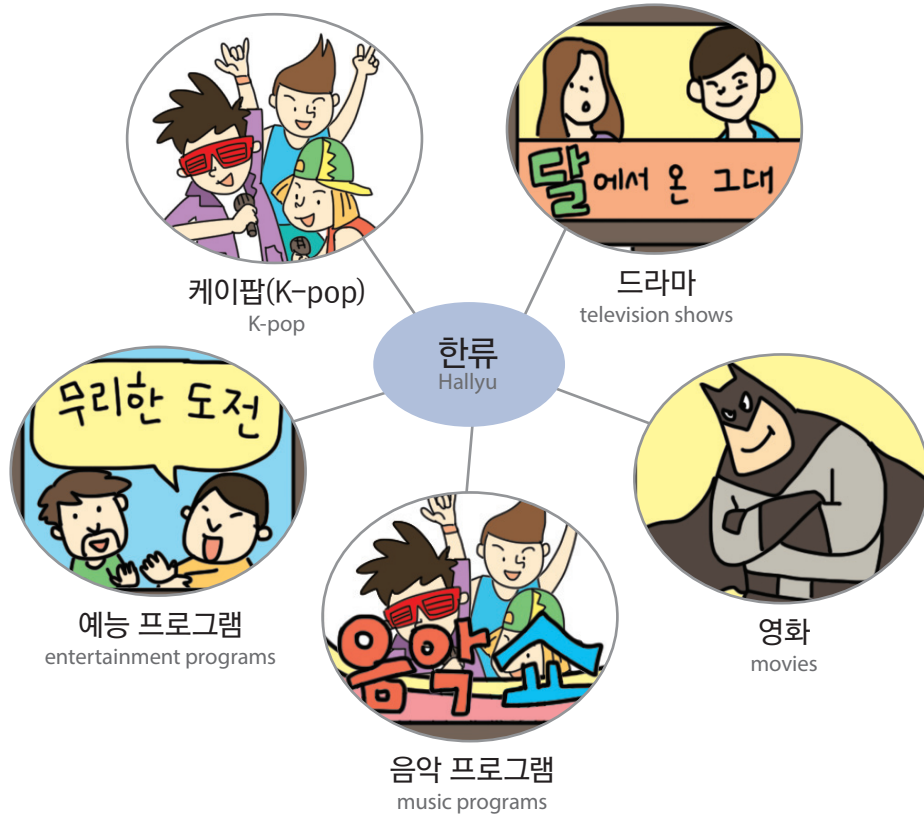 달에서 온 그대
케이팝(K-pop)
K-pop
드라마
television shows
한류
Hallyu
무리한 도전
예능 프로그램
entertainment programs
음악 쇼
음악 프로그램
music programs
영화
movies